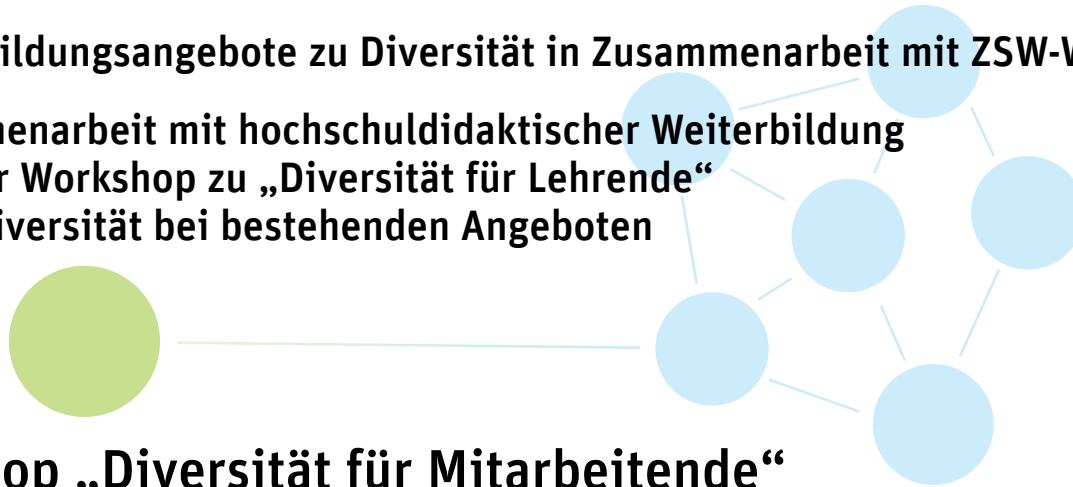 ildungsangebote zu Diversität in Zusammenarbeit mit ZSW-
enarbeit mit hochschuldidaktischer Weiterbildung
r Workshop zu „Diversität für Lehrende“
iversität bei bestehenden Angeboten
op „Diversität für Mitarbeitende“